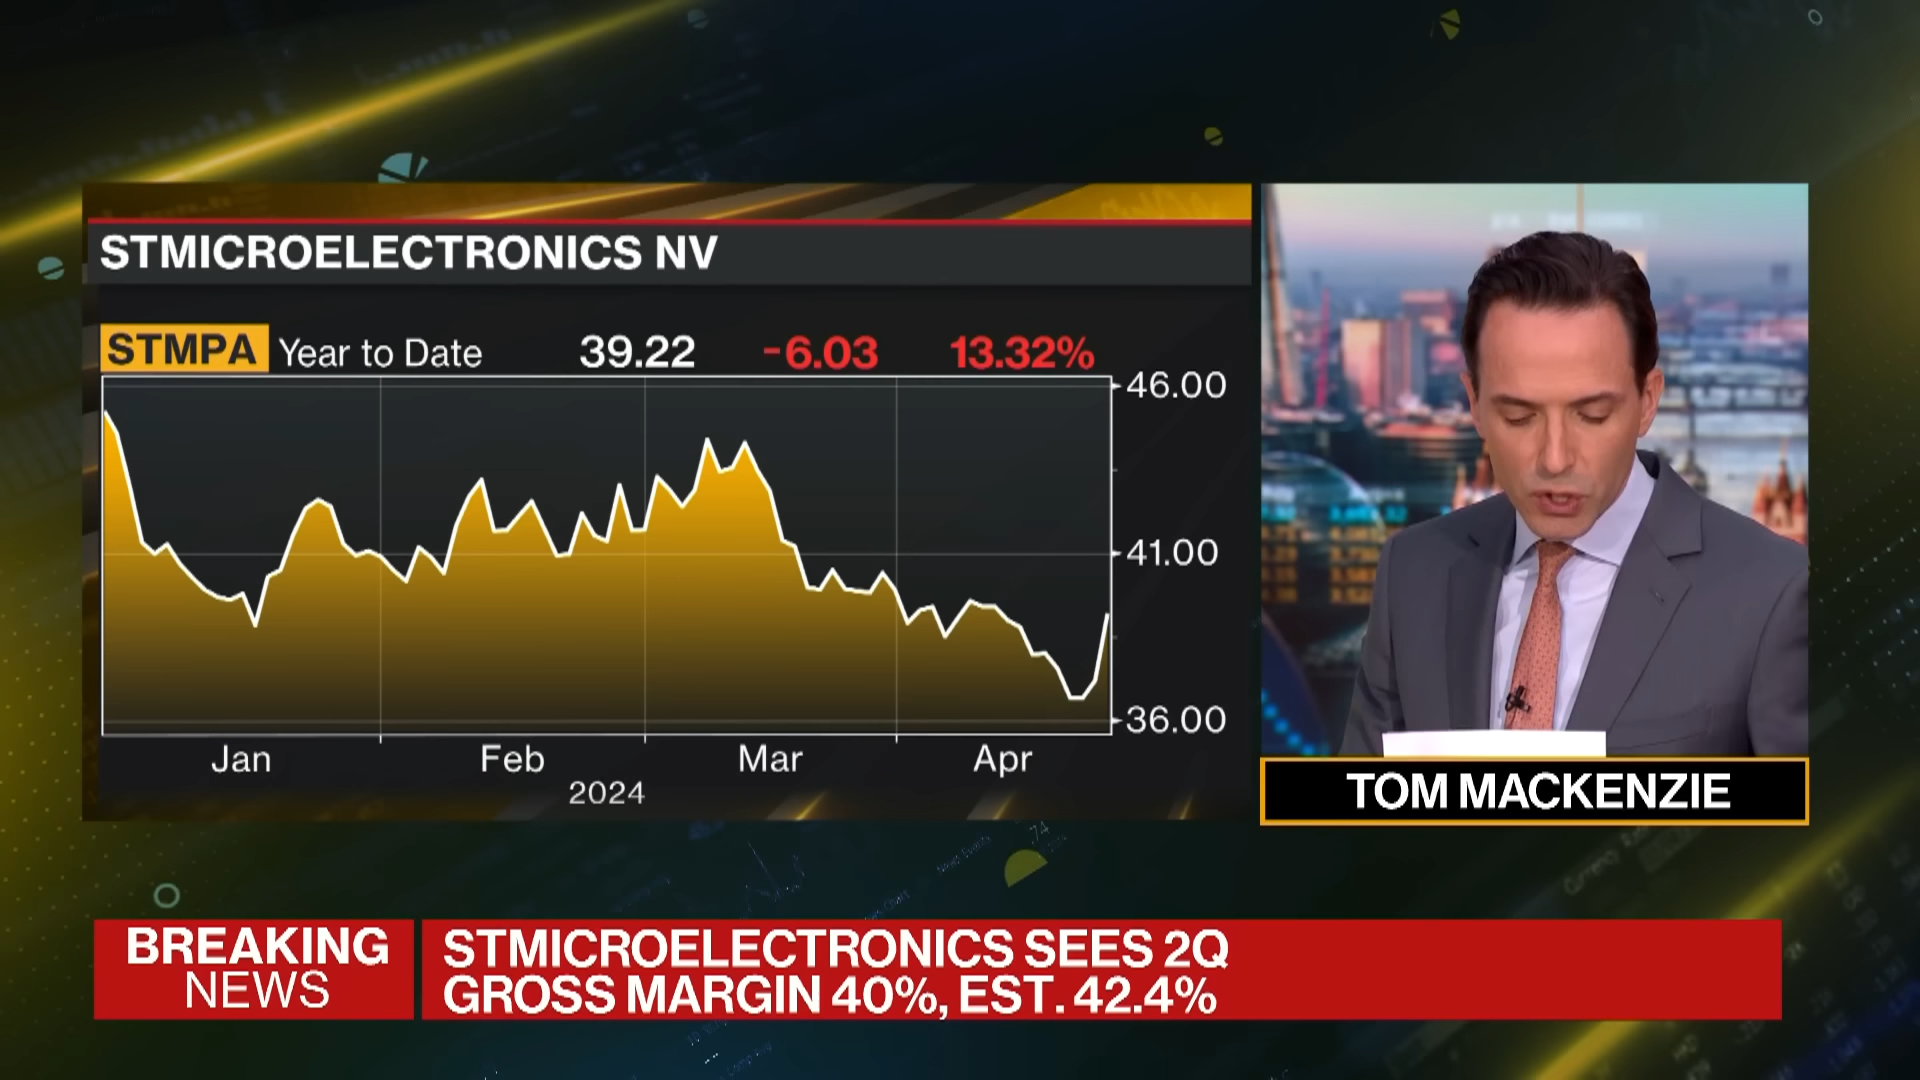 STMICROELECTRONICS NV
STMPA Year to Date 39.22 -6.03 13.32%
46.00
41.00
36.00
Jan Feb Mar Apr
2024
TOM MACKENZIE
BREAKING
NEWS
STMICROELECTRONICS SEES 2Q
GROSS MARGIN 40%, EST. 42.4%